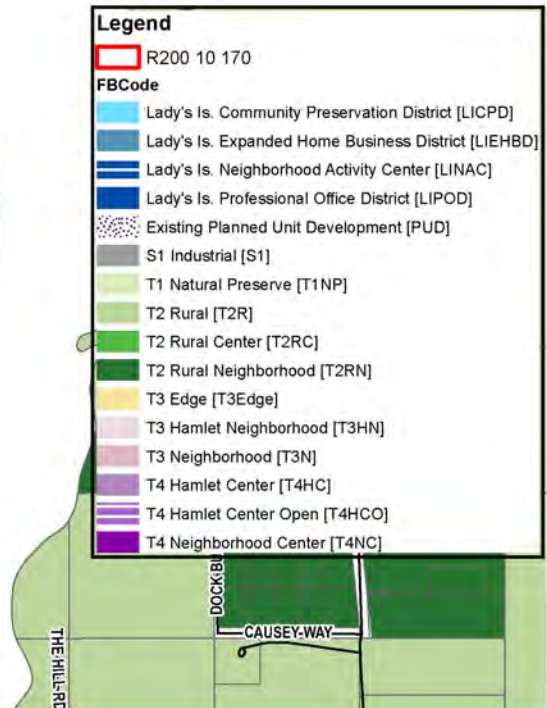 Legend
R200 10 170
FBCode
Lady's Is. Community Preservation District [LICPD]
Lady's Is. Expanded Home Business District [LIEHBD]
Lady's Is. Neighborhood Activity Center [LINAC]
Lady's Is. Professional Office District [LIPOD]
Existing Planned Unit Development [PUD]
S1 Industrial [S1]
T1 Natural Preserve [T1NP]
T2 Rural [T2R]
T2 Rural Center [T2RC]
T2 Rural Neighborhood [T2RN]
T3 Edge [T3Edge]
T3 Hamlet Neighborhood [T3HN]
T3 Neighborhood [T3N]
T4 Hamlet Center [T4HC]
T4 Hamlet Center Open [T4HCO]
T4 Neighborhood Center [T4NC]
DOCK BU
CAUSEY WAY
THE HILL RD